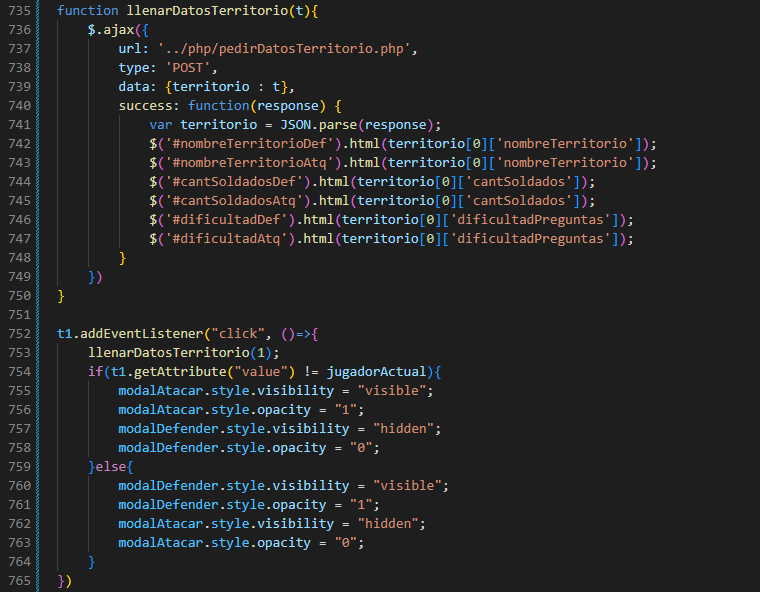 735 function llenarDatosTerritorio(t){
736     $.ajax({
737         url: '../php/pedirDatosTerritorio.php',
738         type: 'POST',
739         data: {territorio : t},
740         success: function(response) {
741             var territorio = JSON.parse(response);
742             $('#nombreTerritorioDef').html(territorio[0]['nombreTerritorio']);
743             $('#nombreTerritorioAtq').html(territorio[0]['nombreTerritorio']);
744             $('#cantSoldadosDef').html(territorio[0]['cantSoldados']);
745             $('#cantSoldadosAtq').html(territorio[0]['cantSoldados']);
746             $('#dificultadDef').html(territorio[0]['dificultadPreguntas']);
747             $('#dificultadAtq').html(territorio[0]['dificultadPreguntas']);
748         }
749     })
750 }
751
752 t1.addEventListener("click", ()=>{
753     llenarDatosTerritorio(1);
754     if(t1.getAttribute("value") != jugadorActual){
755         modalAtacar.style.visibility = "visible";
756         modalAtacar.style.opacity = "1";
757         modalDefender.style.visibility = "hidden";
758         modalDefender.style.opacity = "0";
759     }else{
760         modalDefender.style.visibility = "visible";
761         modalDefender.style.opacity = "1";
762         modalAtacar.style.visibility = "hidden";
763         modalAtacar.style.opacity = "0";
764     }
765 })